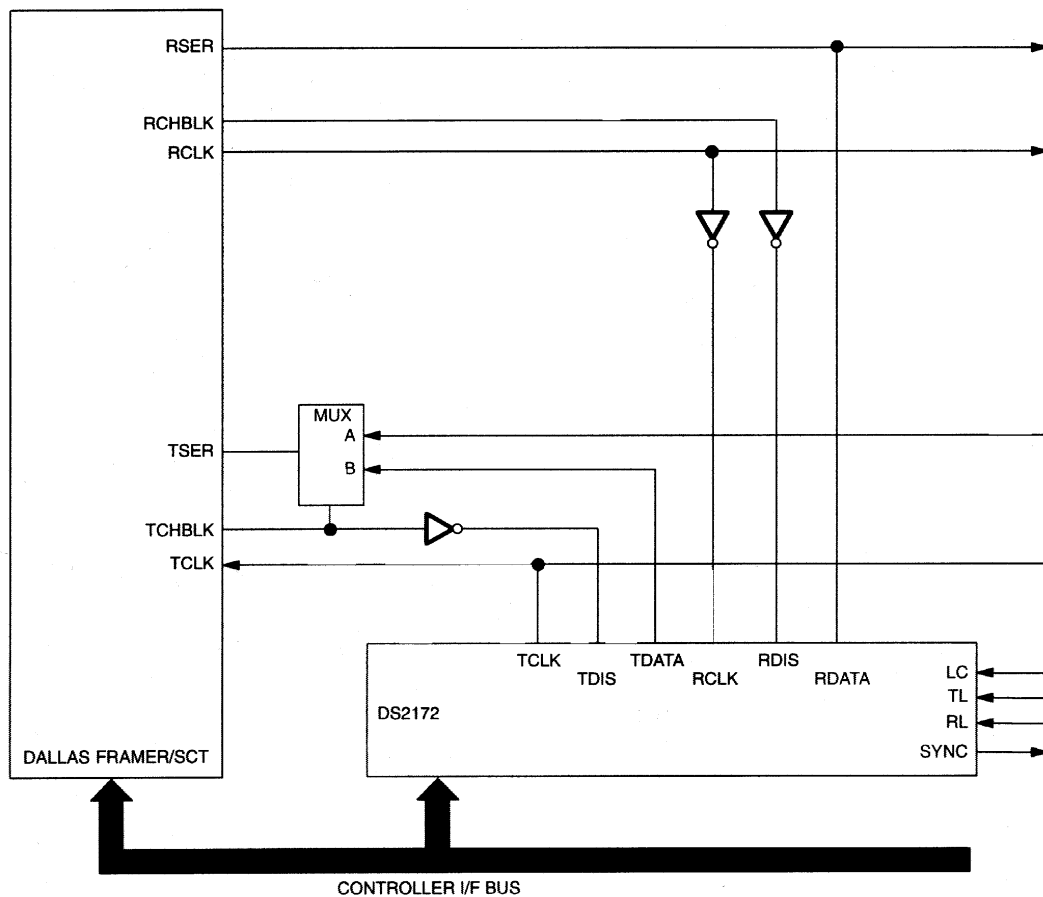 RSER
RCHBLK
RCLK
MUX
A
TSER
B
TCHBLK
TCLK
TCLK
TDIS
TDATA
RCLK
RDIS
RDATA
LC
TL
RL
SYNC
DS2172
DALLAS FRAMER/SCT
CONTROLLER I/F BUS